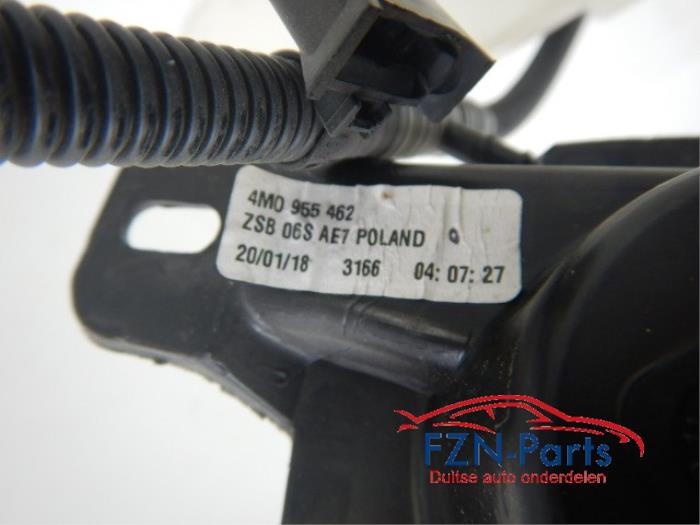 4M0 955 462
ZSB 06S AE7 POLAND
20/01/18 3166 04:07:27
FZN-Parts
Duitse auto onderdelen